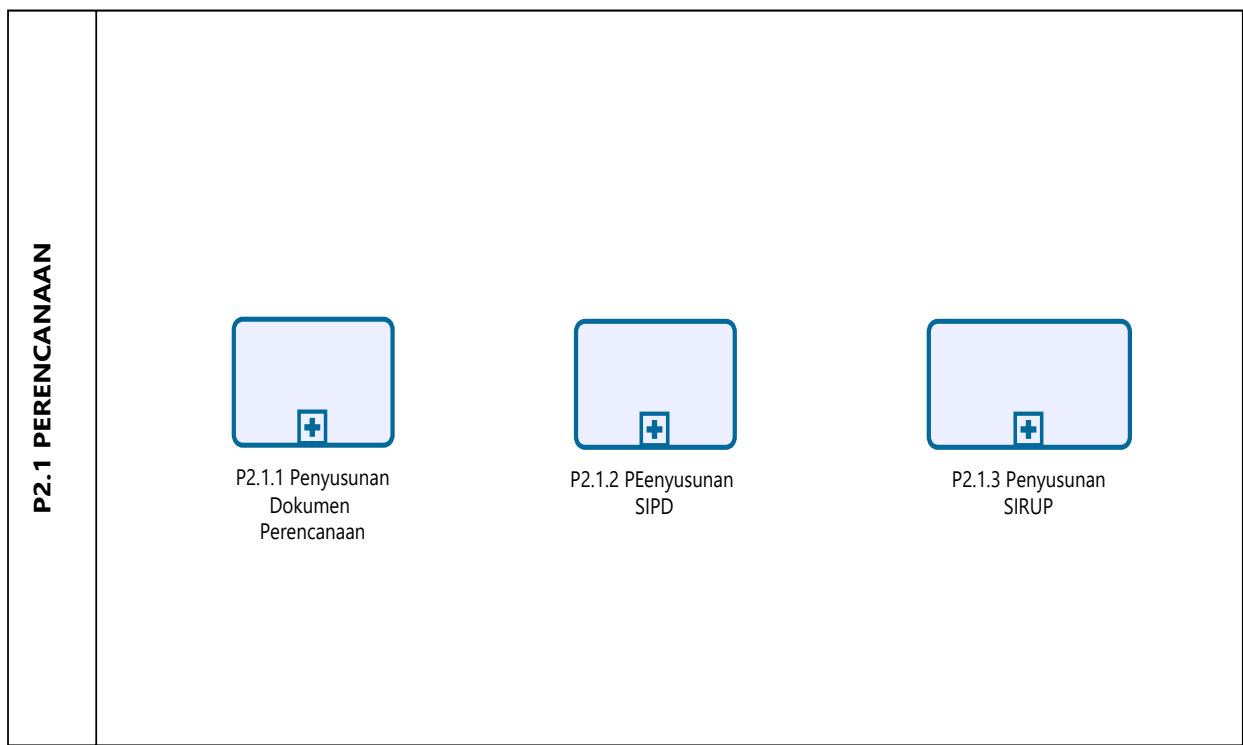 P2.1 PERENCANAAN
P2.1.1 Penyusunan
Dokumen
Perencanaan
P2.1.2 PEenyusunan
SIPD
P2.1.3 Penyusunan
SIRUP